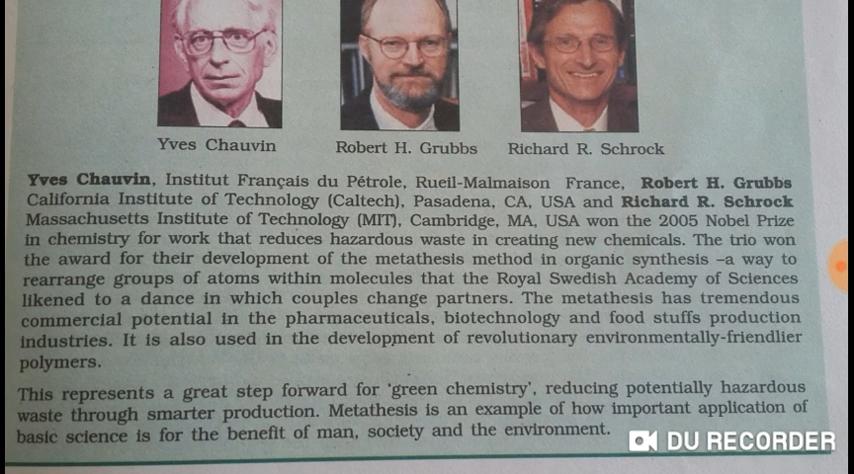 Yves Chauvin
Robert H. Grubbs
Richard R. Schrock
Yves Chauvin, Institut Français du Pétrole, Rueil-Malmaison France, Robert H. Grubbs
California Institute of Technology (Caltech), Pasadena, CA, USA and Richard R. Schrock
Massachusetts Institute of Technology (MIT), Cambridge, MA, USA won the 2005 Nobel Prize
in chemistry for work that reduces hazardous waste in creating new chemicals. The trio won
the award for their development of the metathesis method in organic synthesis –a way to
rearrange groups of atoms within molecules that the Royal Swedish Academy of Sciences
likened to a dance in which couples change partners. The metathesis has tremendous
commercial potential in the pharmaceuticals, biotechnology and food stuffs production
industries. It is also used in the development of revolutionary environmentally-friendlier
polymers.
This represents a great step forward for 'green chemistry', reducing potentially hazardous
waste through smarter production. Metathesis is an example of how important application of
basic science is for the benefit of man, society and the environment.
DU RECORDER